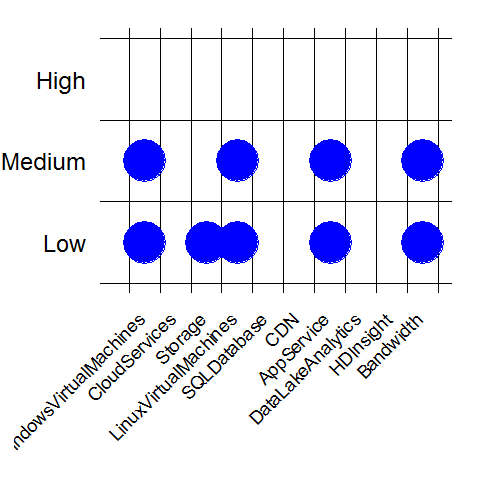 High
Medium
Low
ndowsVirtualMachines
CloudServices
Storage
LinuxVirtualMachines
SQLDatabase
CDN
AppService
DataLakeAnalytics
HDInsight
Bandwidth